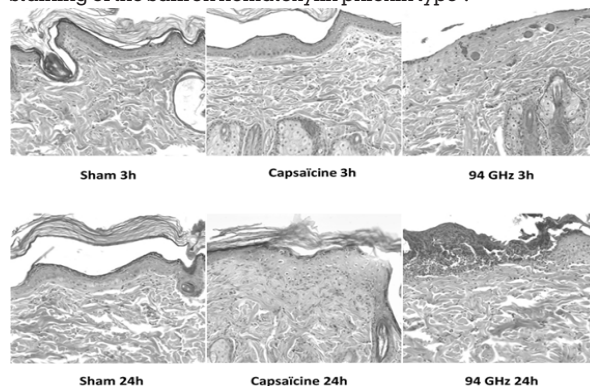 Sham 3h
Capsaïcine 3h
94 GHz 3h
Sham 24h
Capsaïcine 24h
94 GHz 24h